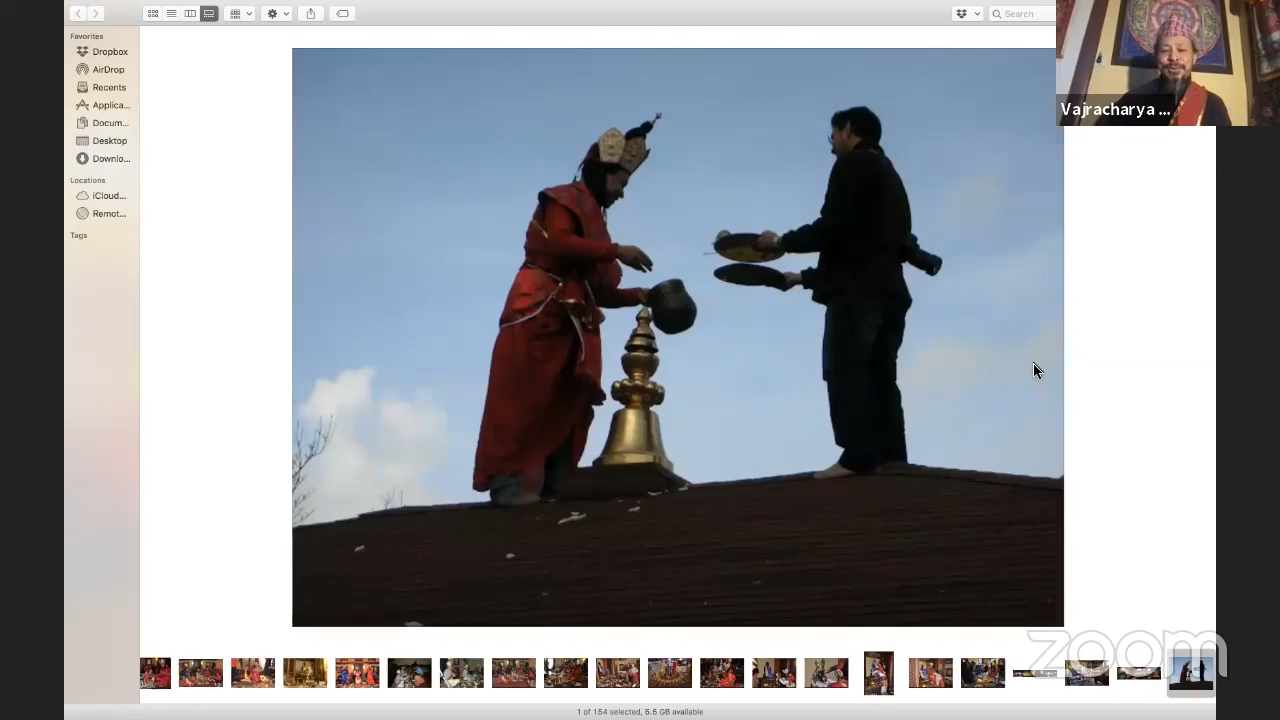 Search
Favorites
Dropbox
AirDrop
Recents
Applica...
Docum...
Desktop
Downlo...
Locations
iCloud...
Remot...
Tags
Vajracharya ...
zoom
1 of 154 selected, 5.5 GB available